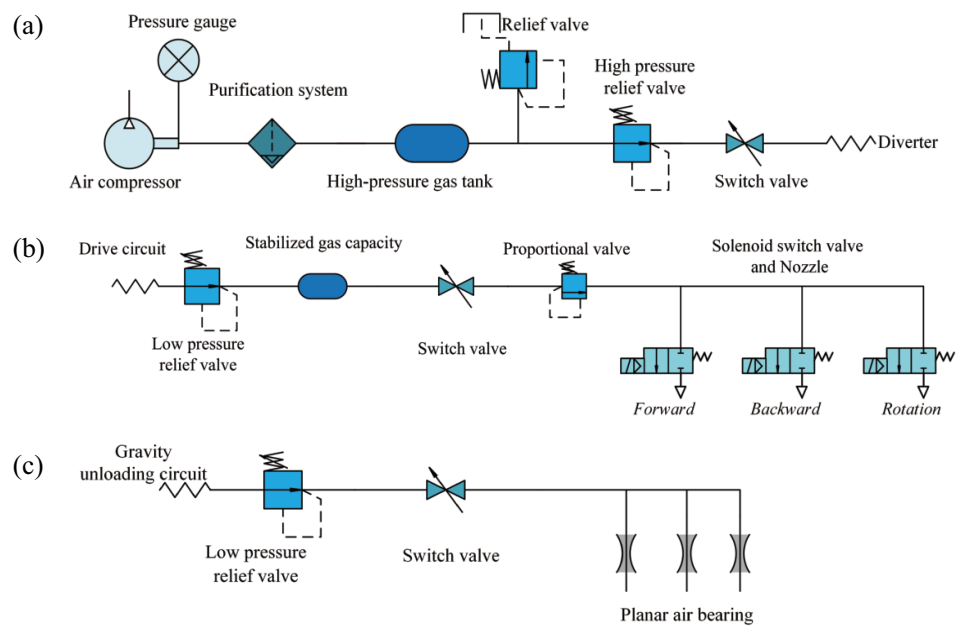 (a)
Pressure gauge
Relief valve
Purification system
High pressure
relief valve
Air compressor
High-pressure gas tank
Switch valve
Diverter
(b)
Drive circuit
Stabilized gas capacity
Proportional valve
Solenoid switch valve
and Nozzle
Low pressure
relief valve
Switch valve
Forward
Backward
Rotation
(c)
Gravity
unloading circuit
Low pressure
relief valve
Switch valve
Planar air bearing